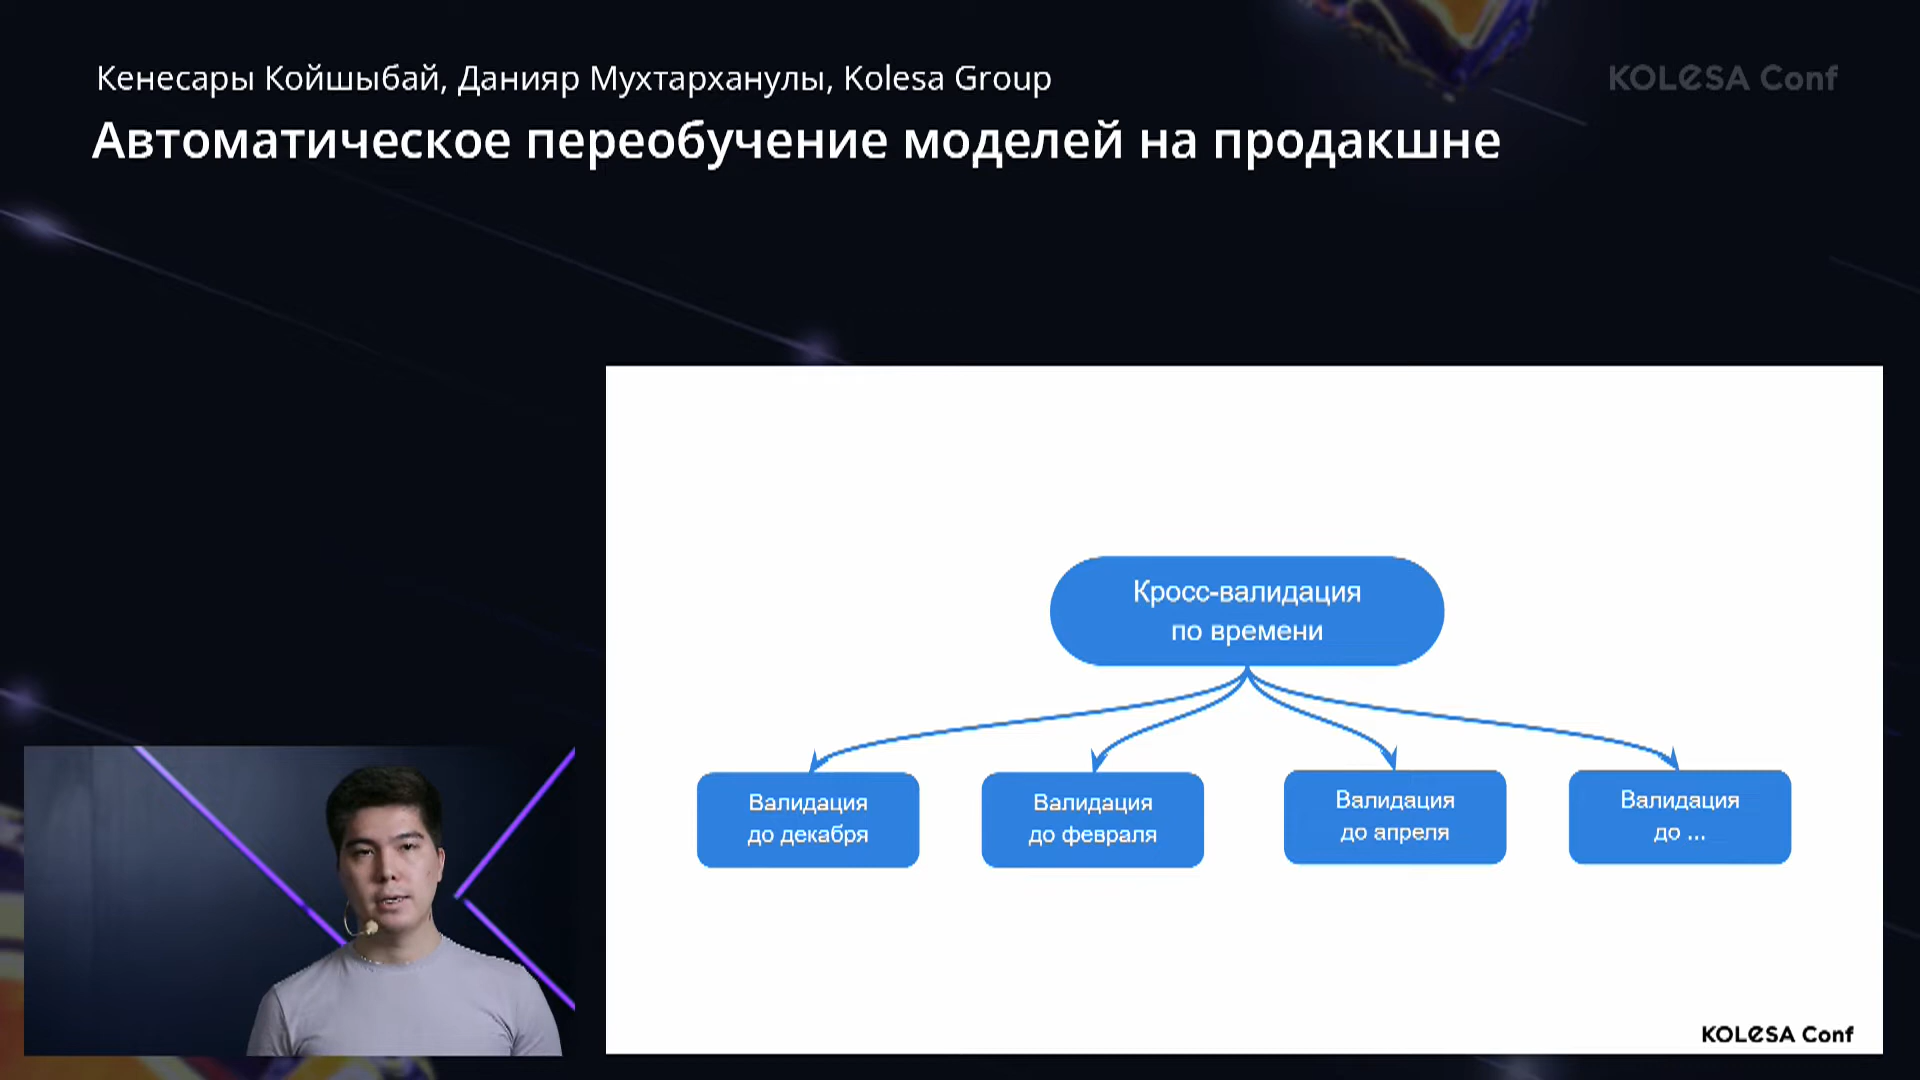 Кенесары Койшыбай, Данияр Мухтарханулы, Kolesa Group
KOLESA Conf
Автоматическое переобучение моделей на продакшне
Кросс-валидация
по времени
Валидация
до декабря
Валидация
до февраля
Валидация
до апреля
Валидация
до ...
KOLESA Conf